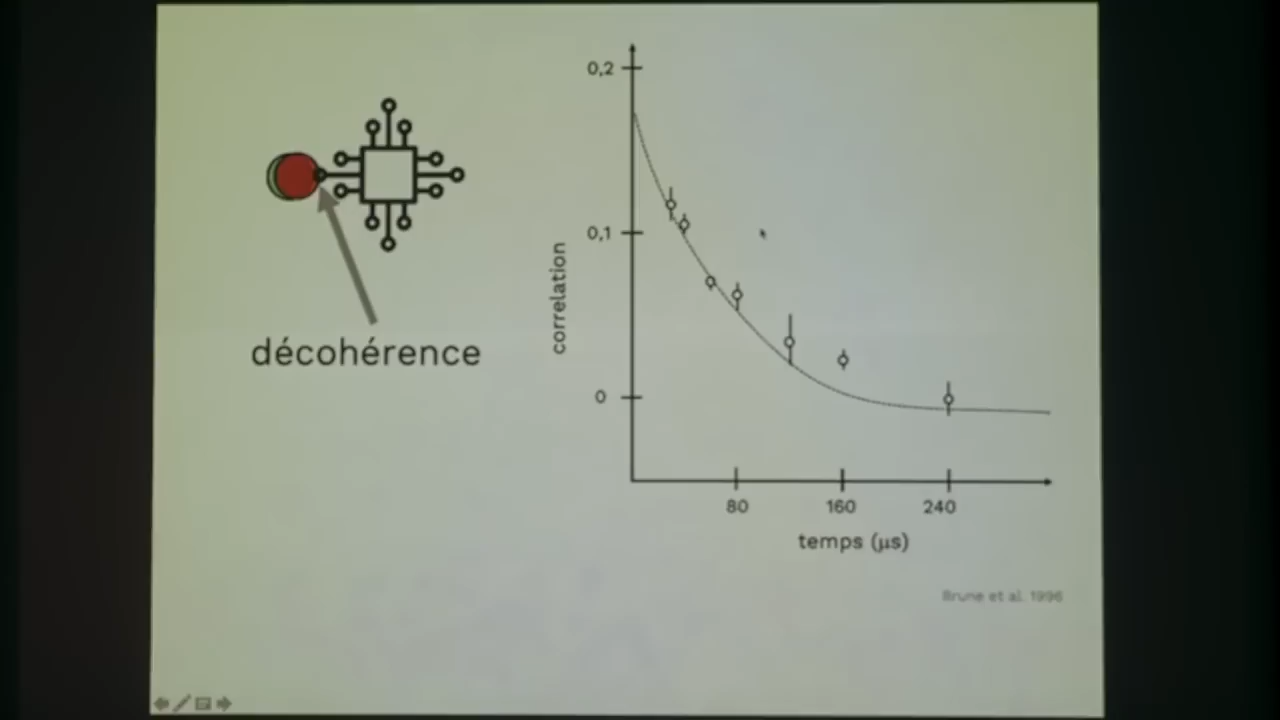 décohérence
correlation
0,2
0,1
0
80 160 240
temps (μs)
Brune et al. 1996